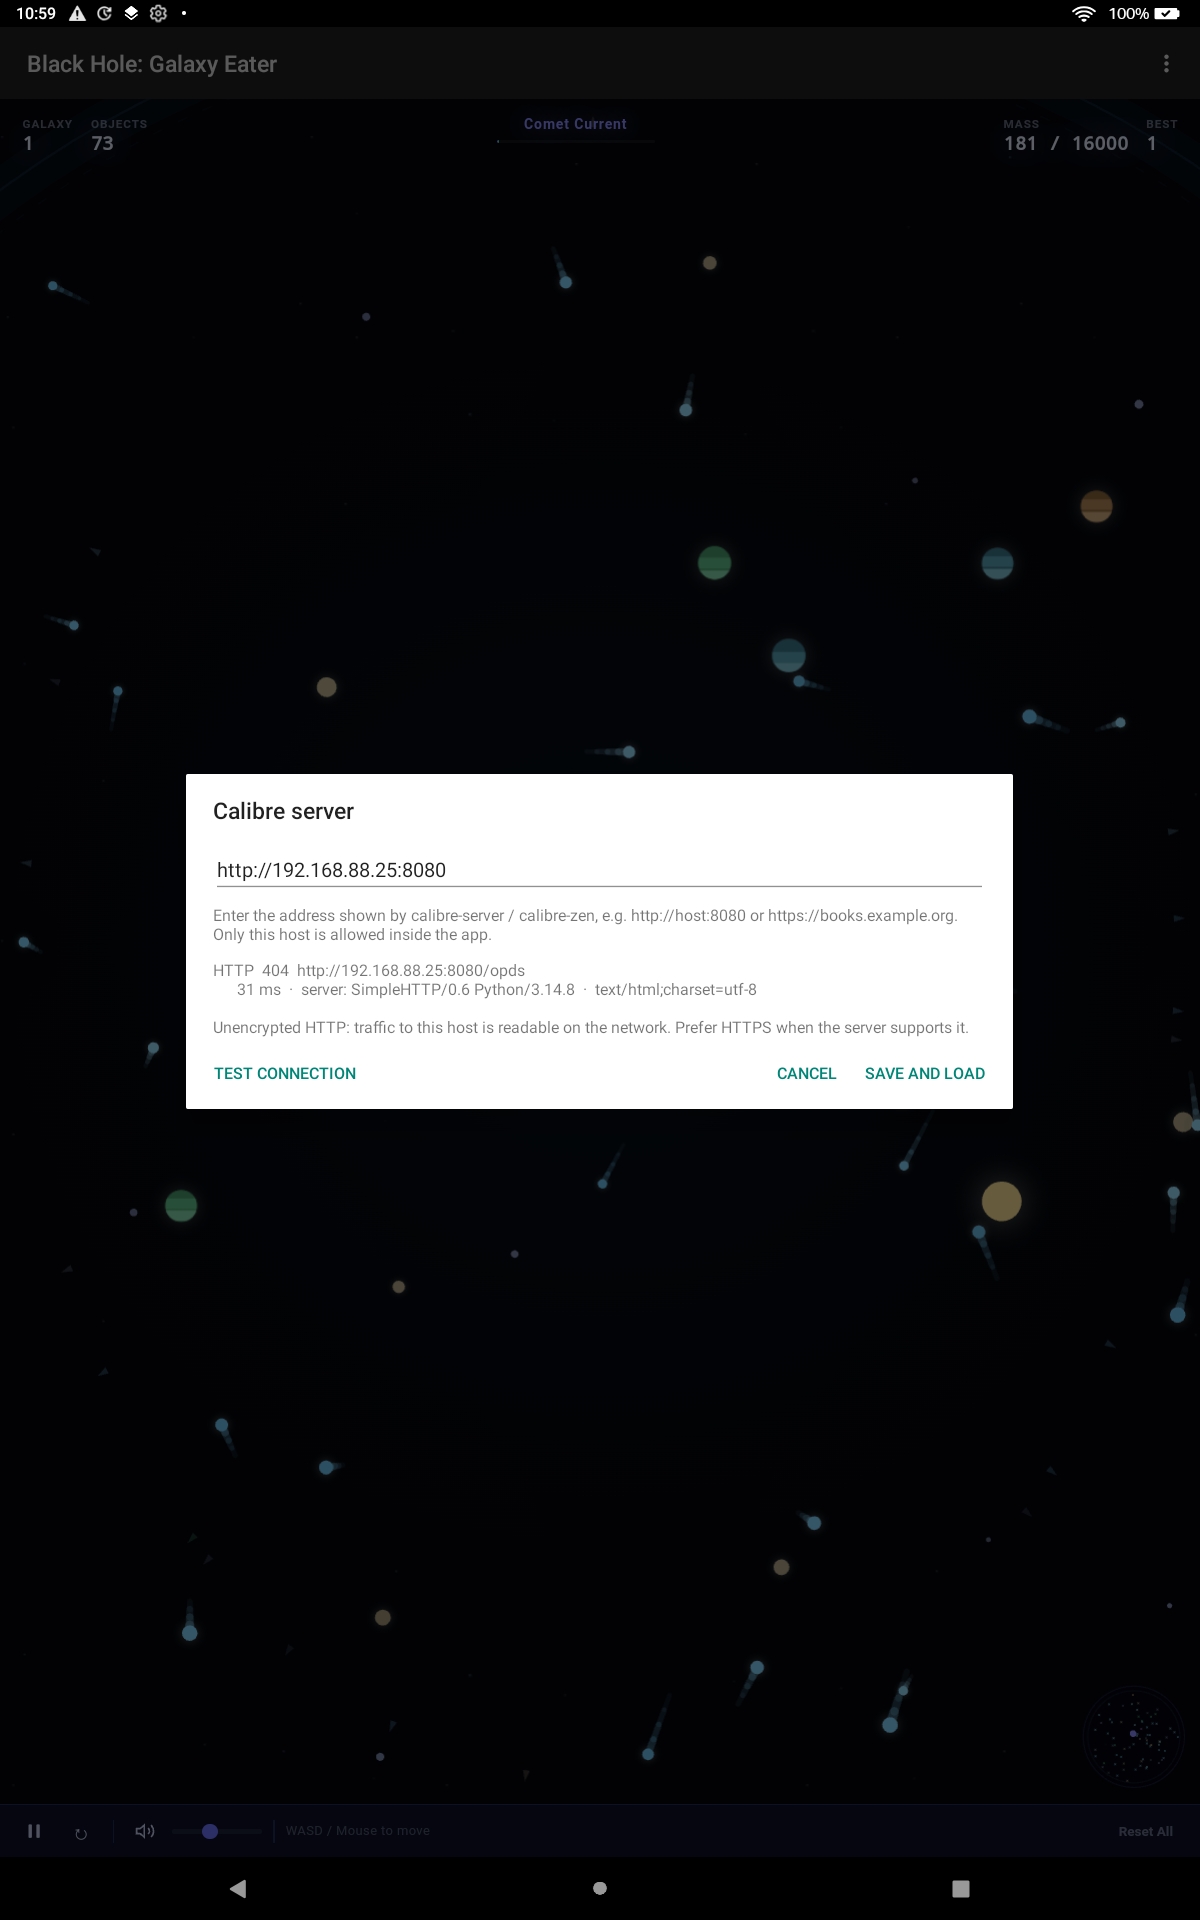 10:59
100%
Black Hole: Galaxy Eater
GALAXY OBJECTS
1 73
Comet Current
MASS BEST
181 / 16000 1
Calibre server
http://192.168.88.25:8080
Enter the address shown by calibre-server / calibre-zen, e.g. http://host:8080 or https://books.example.org.
Only this host is allowed inside the app.
HTTP 404 http://192.168.88.25:8080/opds
31 ms · server: SimpleHTTP/0.6 Python/3.14.8 · text/html;charset=utf-8
Unencrypted HTTP: traffic to this host is readable on the network. Prefer HTTPS when the server supports it.
TEST CONNECTION CANCEL SAVE AND LOAD
WASD / Mouse to move
Reset All